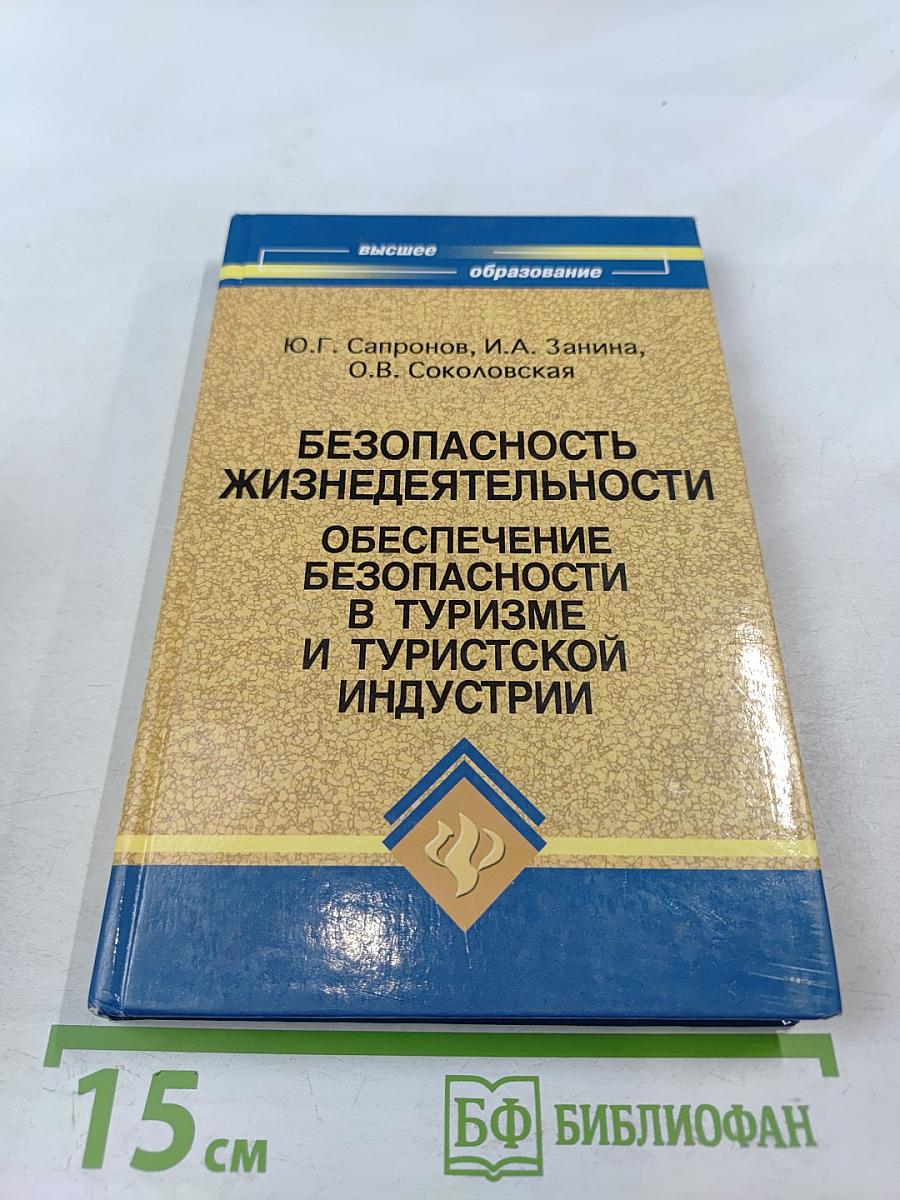 высшее
образование
Ю.Г. Сапронов, И.А. Занина,
О.В. Соколовская
БЕЗОПАСНОСТЬ
ЖИЗНЕДЕЯТЕЛЬНОСТИ
ОБЕСПЕЧЕНИЕ
БЕЗОПАСНОСТИ
В ТУРИЗМЕ
И ТУРИСТСКОЙ
ИНДУСТРИИ
15 см
БФ БИБЛИОФАН